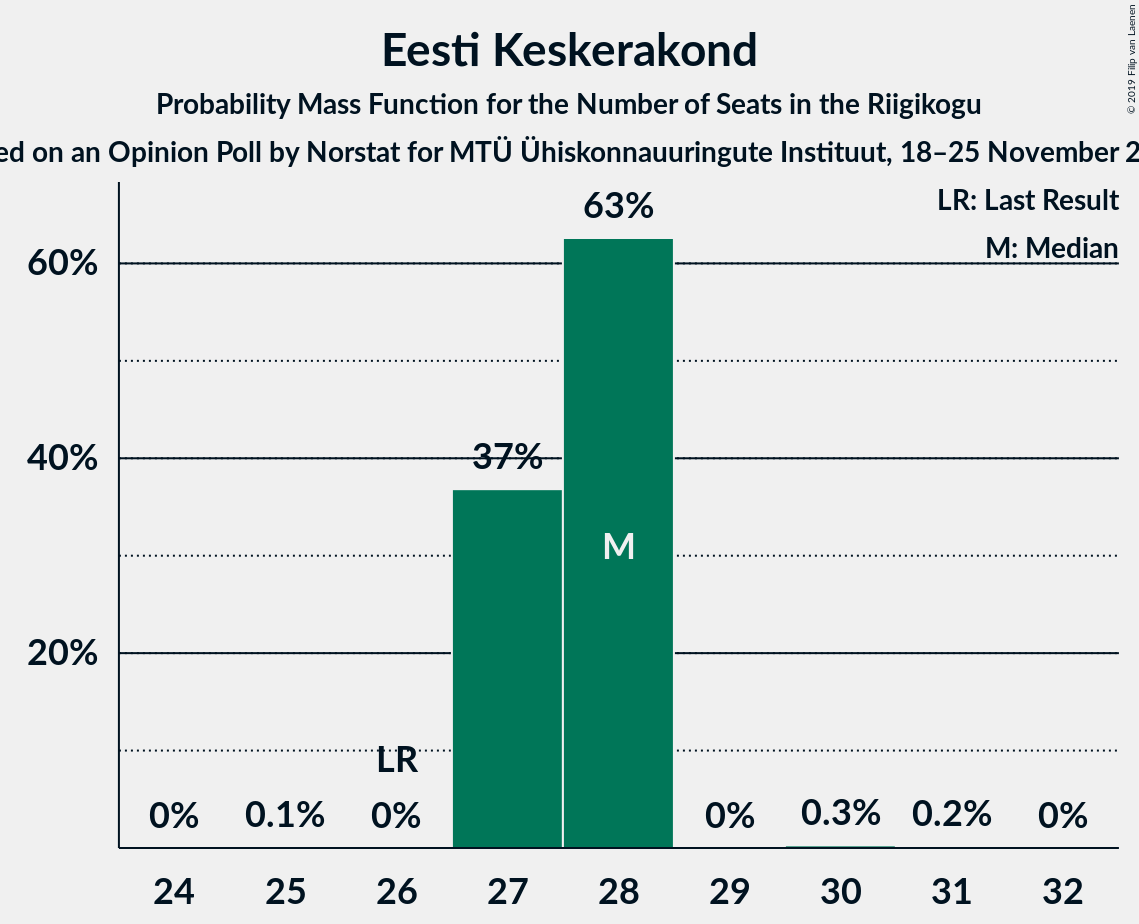 Eesti Keskerakond
Probability Mass Function for the Number of Seats in the Riigikogu
on an Opinion Poll by Norstat for MTÜ Ühiskonnauuringute Instituut, 18–25 November
© 2019 Filip van Laenen
LR: Last Result
M: Median
60%
40%
20%
63%
37%
M
LR
0%
0.1%
0%
0%
0.3%
0.2%
0%
24 25 26 27 28 29 30 31 32